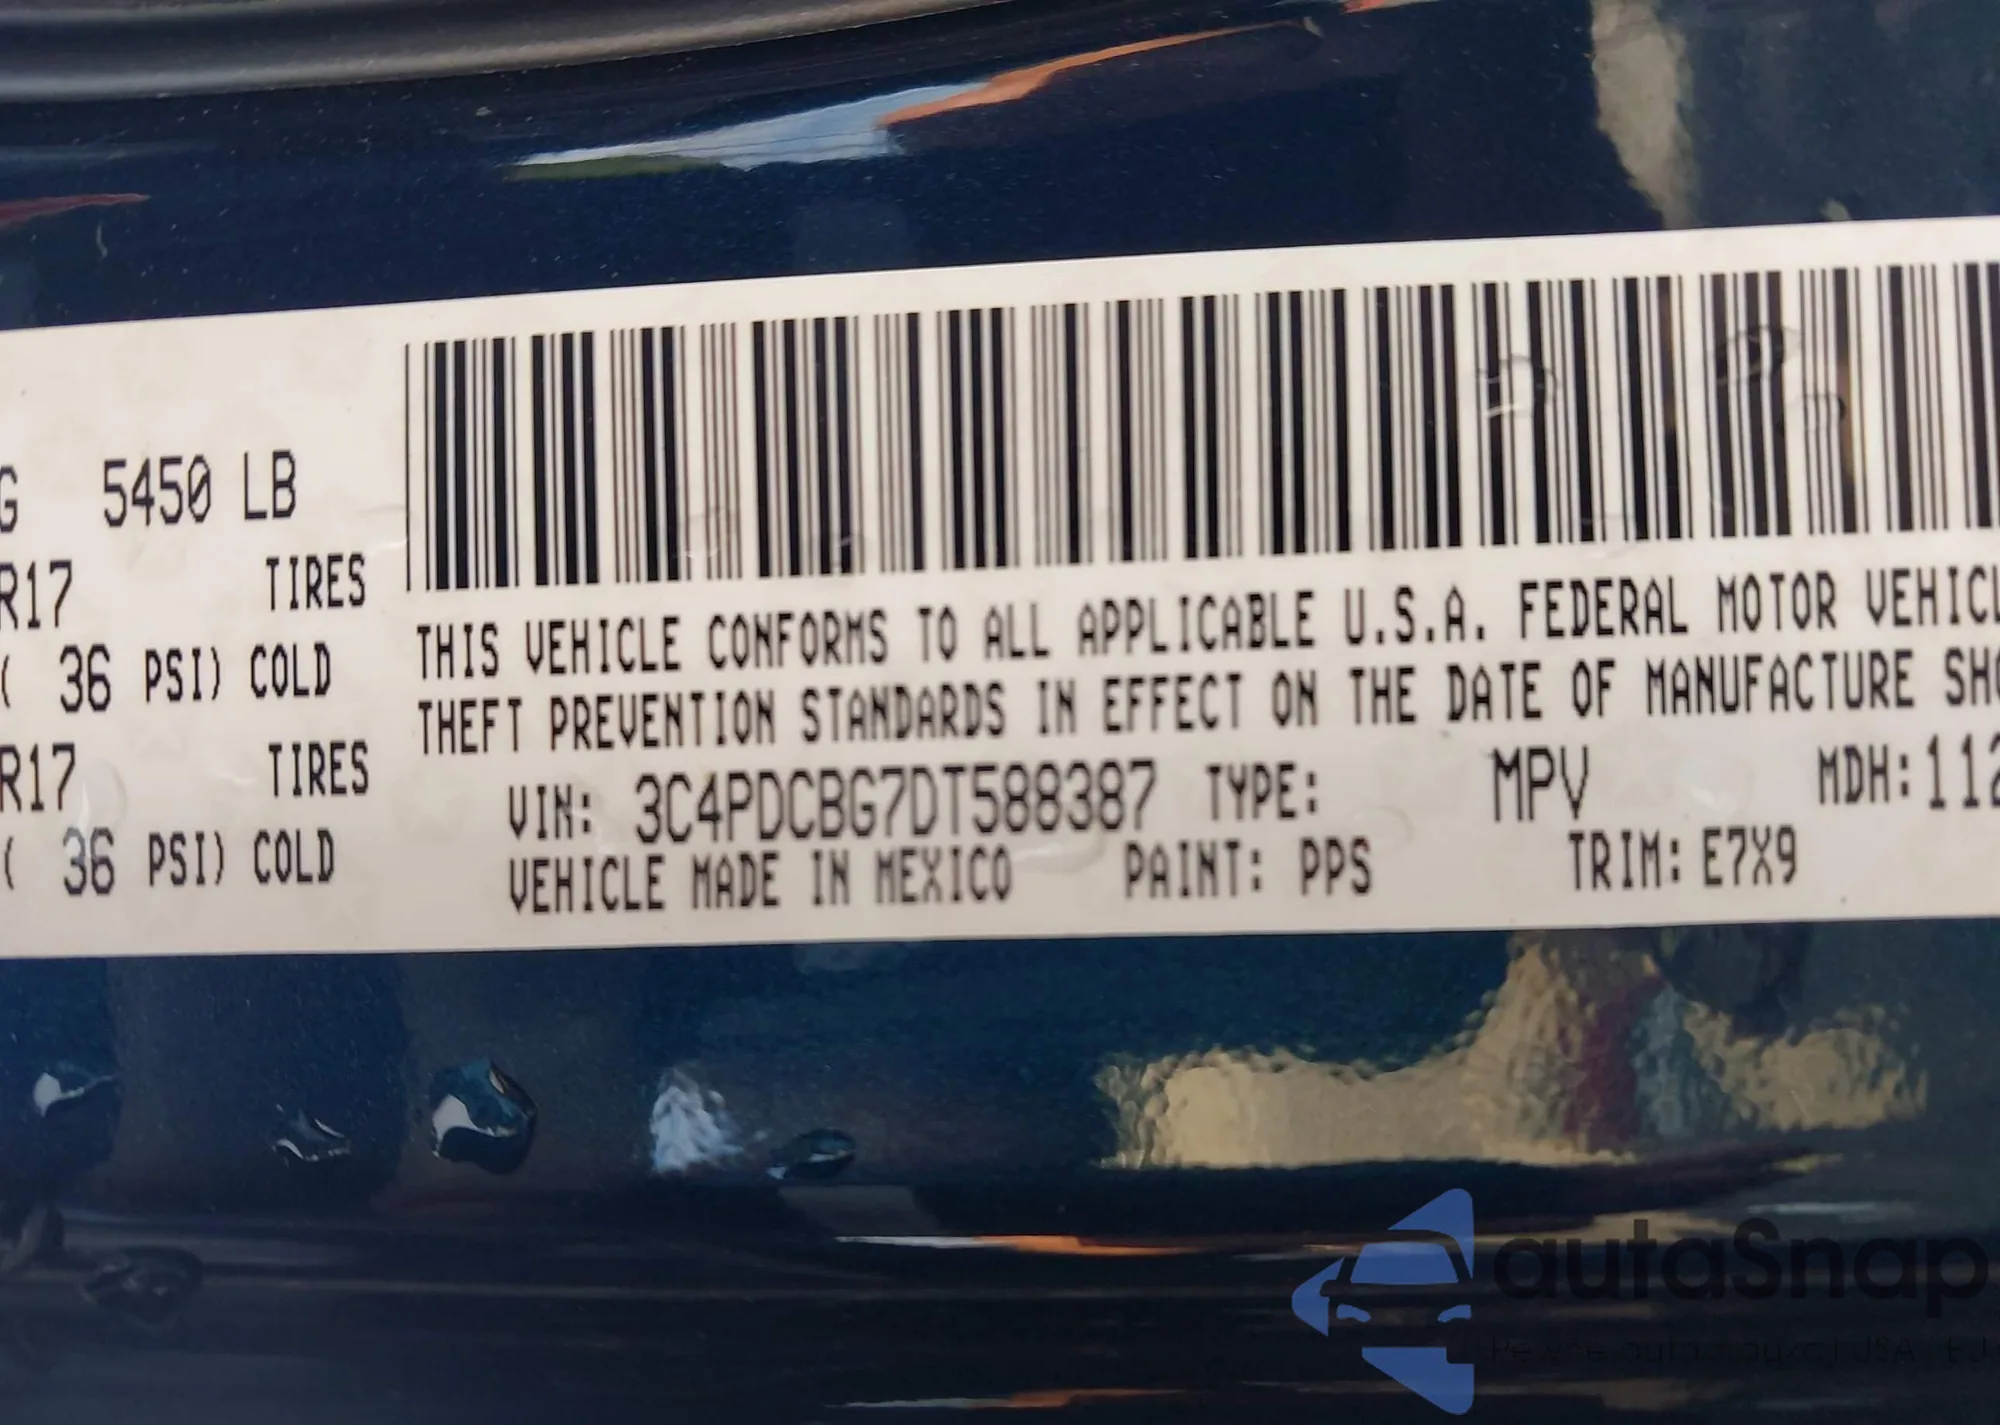 G 5450 LB
R17 TIRES
( 36 PSI) COLD
R17 TIRES
( 36 PSI) COLD
THIS VEHICLE CONFORMS TO ALL APPLICABLE U.S.A. FEDERAL MOTOR VEHICL
THEFT PREVENTION STANDARDS IN EFFECT ON THE DATE OF MANUFACTURE SHO
VIN: 3C4PDCBG7DT588387 TYPE: MPV MDH:112
VEHICLE MADE IN MEXICO PAINT: PPS TRIM: E7X9
autaSnap